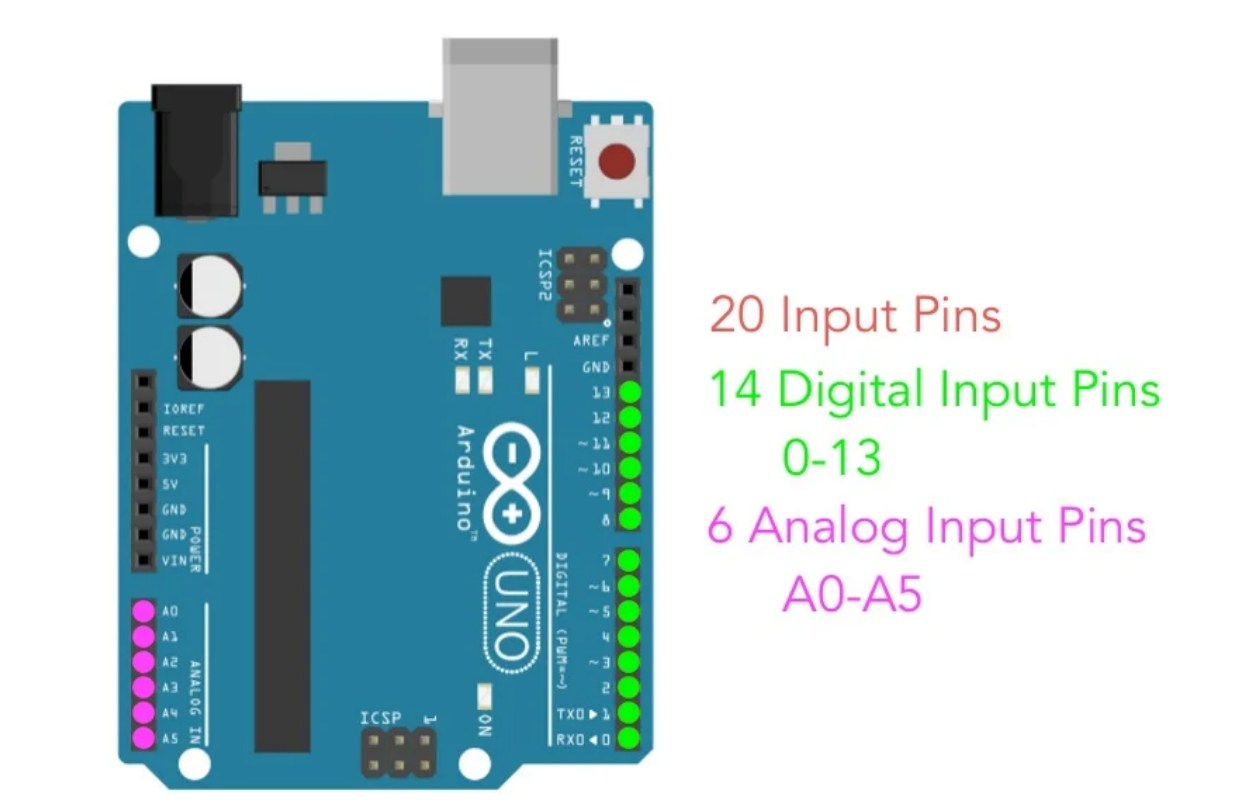 RESET
ICSP2
AREF
GND
13
12
~11
~10
~9
8
RX
TX
L
Arduino™
UNO
IOREF
RESET
3V3
5V
GND
GND
VIN
POWER
A0
A1
A2
A3
A4
A5
ANALOG IN
DIGITAL (PWM=~)
7
~6
~5
4
~3
2
TX0▶1
RX0◀0
ICSP
1
ON
20 Input Pins
14 Digital Input Pins
0-13
6 Analog Input Pins
A0-A5